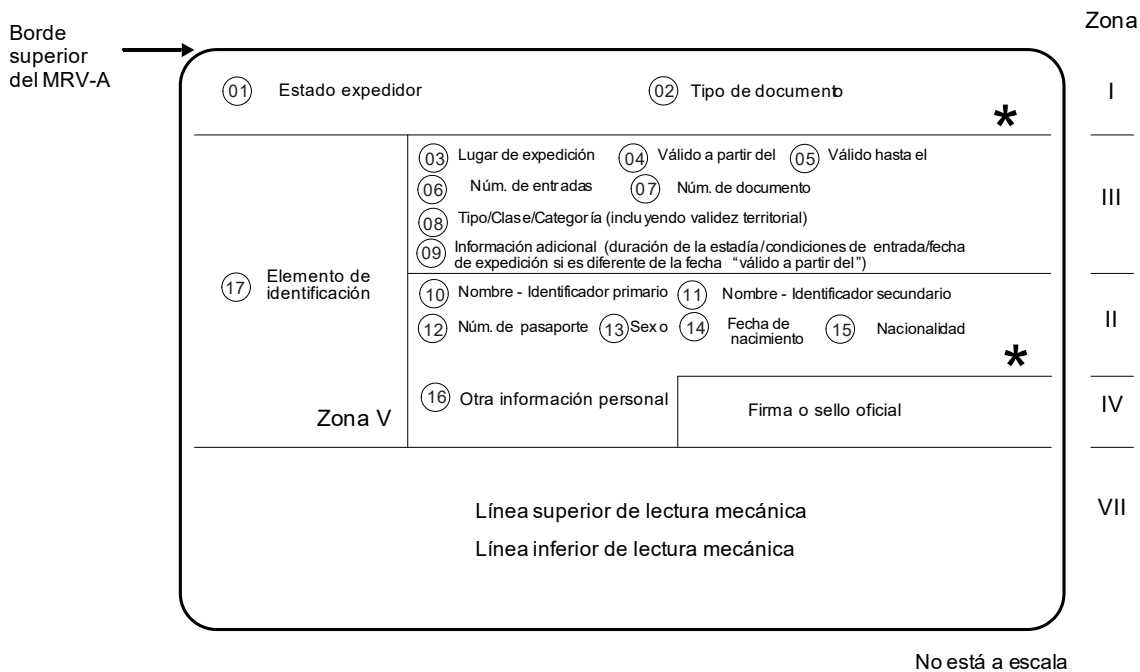 Zona
Borde
superior
del MRV-A
01 Estado expedidor 02 Tipo de documento
*
I
03 Lugar de expedición 04 Válido a partir del 05 Válido hasta el
06 Núm. de entradas 07 Núm. de documento
III
08 Tipo/Clase/Categoría (incluyendo validez territorial)
09 Información adicional (duración de la estadía/condiciones de entrada/fecha
de expedición si es diferente de la fecha "válido a partir del")
17 Elemento de
identificación
10 Nombre - Identificador primario 11 Nombre - Identificador secundario
12 Núm. de pasaporte 13 Sexo 14 Fecha de
nacimiento 15 Nacionalidad
II
*
16 Otra información personal
Firma o sello oficial
IV
Zona V
Línea superior de lectura mecánica
VII
Línea inferior de lectura mecánica
No está a escala